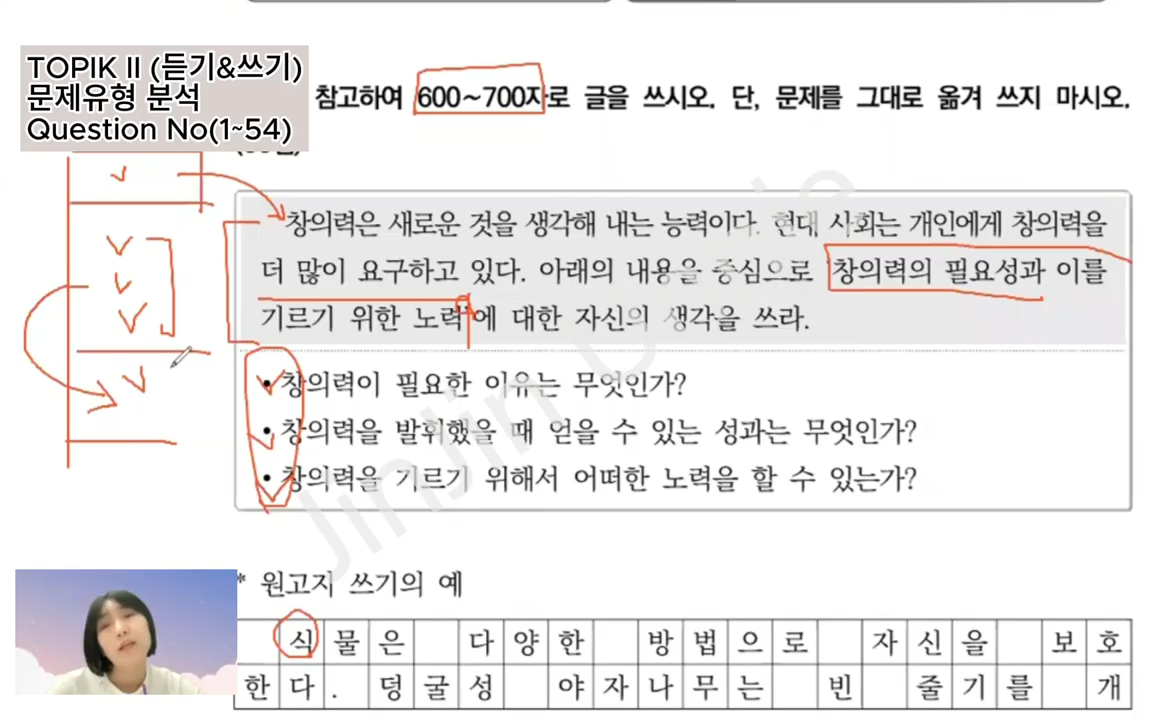 TOPIK II (듣기&쓰기)
문제유형 분석
Question No(1~54)
참고하여 600~700자로 글을 쓰시오. 단, 문제를 그대로 옮겨 쓰지 마시오.
창의력은 새로운 것을 생각해 내는 능력이다. 현대 사회는 개인에게 창의력을
더 많이 요구하고 있다. 아래의 내용을 중심으로 '창의력의 필요성과 이를
기르기 위한 노력'에 대한 자신의 생각을 쓰라.
• 창의력이 필요한 이유는 무엇인가?
• 창의력을 발휘했을 때 얻을 수 있는 성과는 무엇인가?
• 창의력을 기르기 위해서 어떠한 노력을 할 수 있는가?
* 원고지 쓰기의 예
식물은 다양한 방법으로 자신을 보호
한다. 덩굴성 야자나무는 빈 줄기를 개